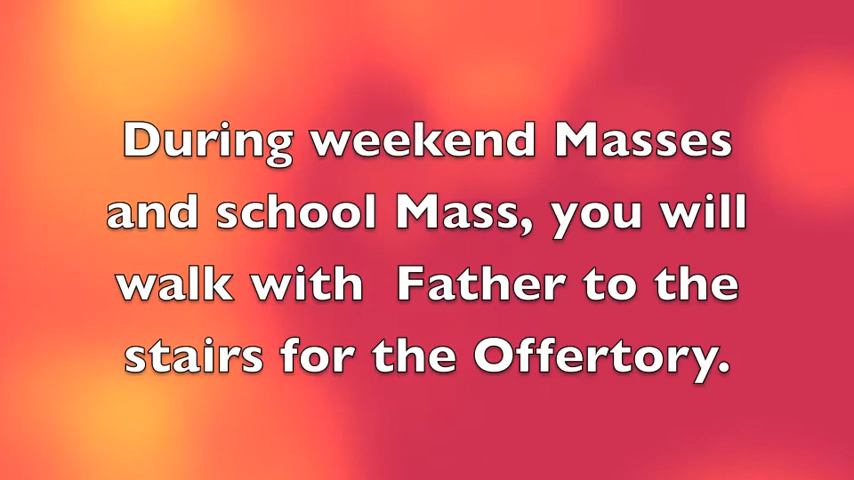 During weekend Masses
and school Mass, you will
walk with  Father to the
stairs for the Offertory.